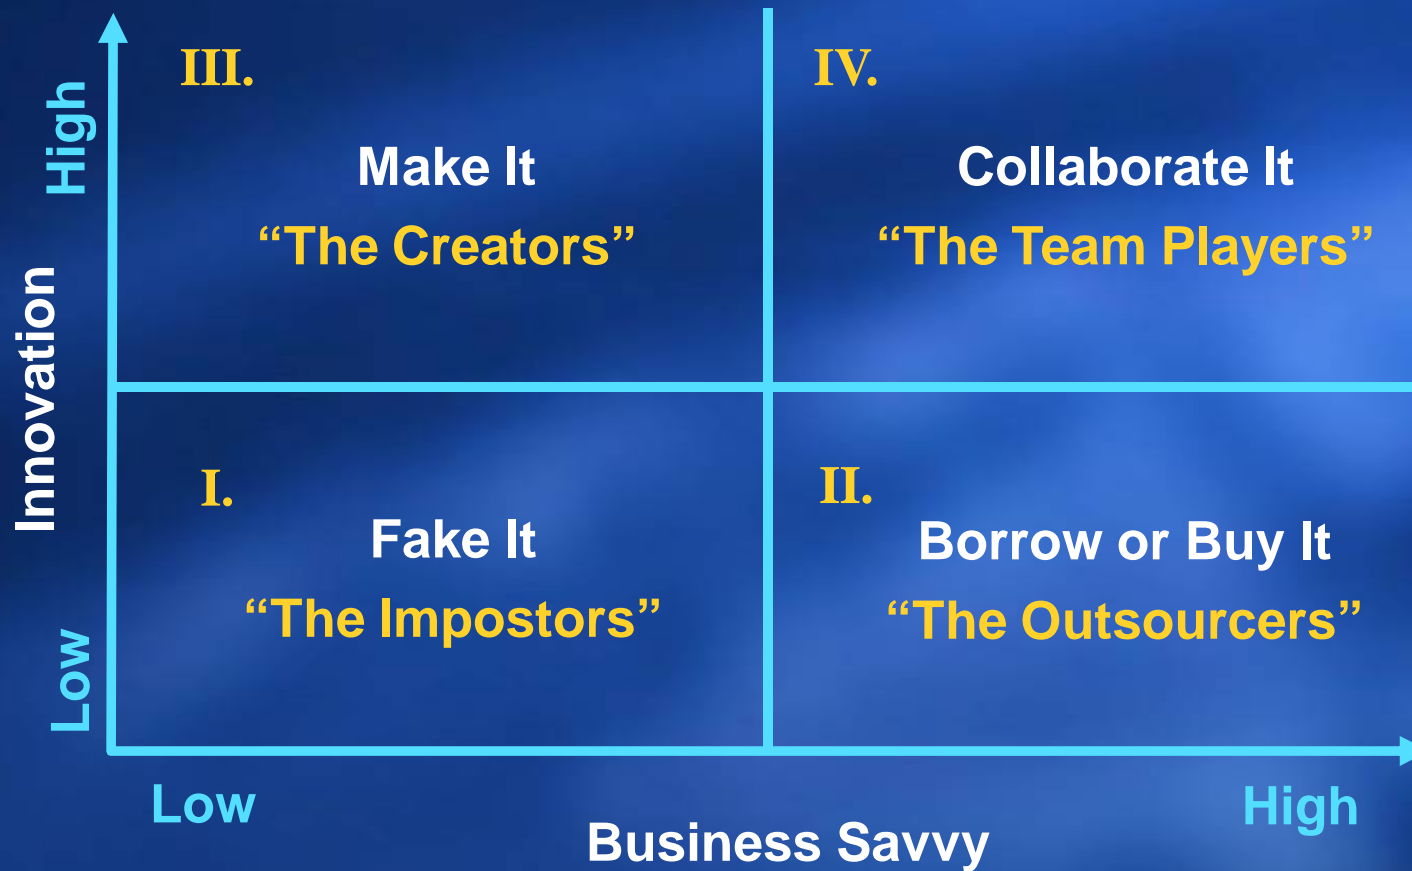 High
Innovation
Low
III.
Make It
“The Creators”
IV.
Collaborate It
“The Team Players”
I.
Fake It
“The Impostors”
II.
Borrow or Buy It
“The Outsourcers”
Low
High
Business Savvy